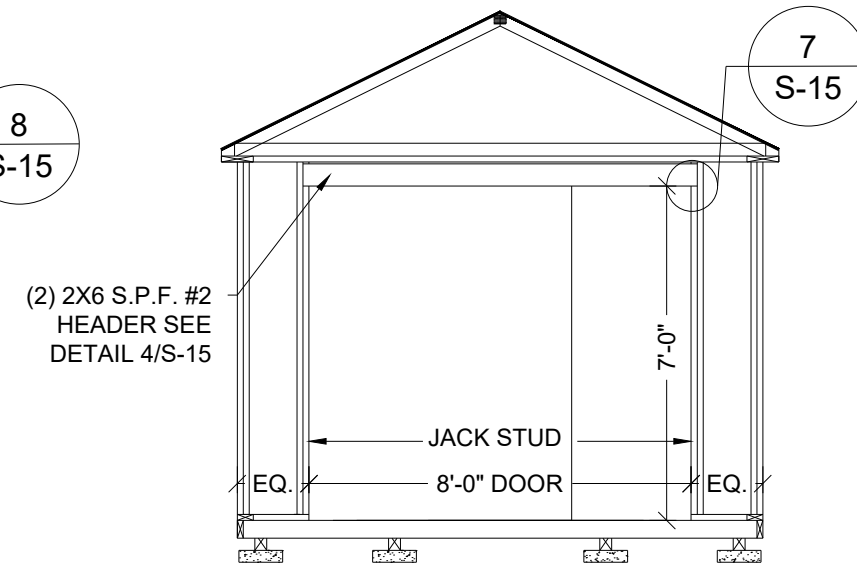 7
S-15
8
S-15
(2) 2X6 S.P.F. #2
HEADER SEE
DETAIL 4/S-15
7'-0"
JACK STUD
EQ.
8'-0" DOOR
EQ.